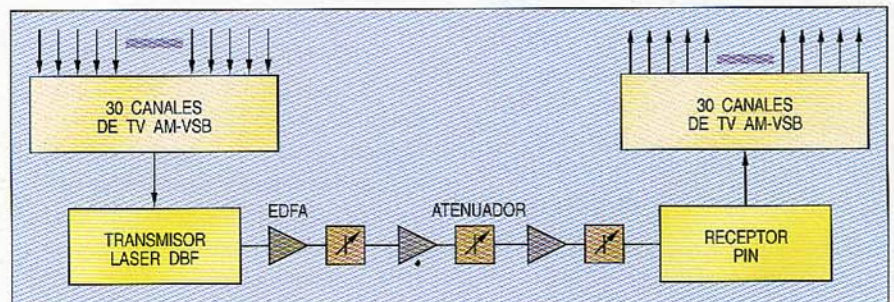 30 CANALES
DE TV AM-VSB
30 CANALES
DE TV AM-VSB
EDFA
ATENUADOR
TRANSMISOR
LASER DBF
RECEPTOR
PIN